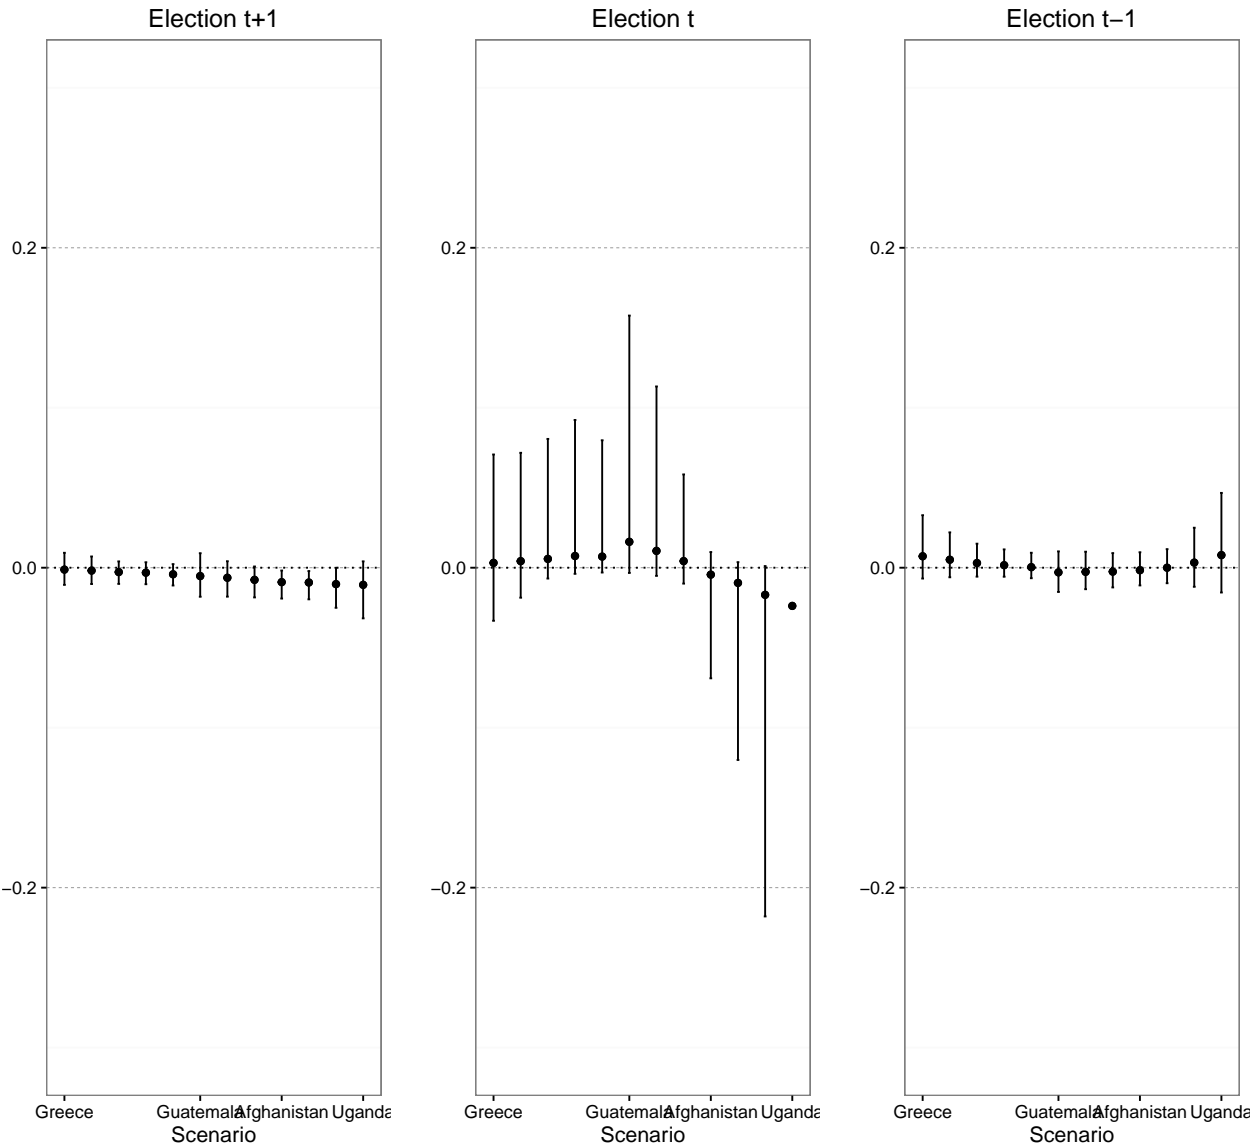 Election t+1
0.2
0.0
−0.2
Greece Guatemala Afghanistan Uganda
Scenario
Election t
0.2
0.0
−0.2
Greece Guatemala Afghanistan Uganda
Scenario
Election t−1
0.2
0.0
−0.2
Greece Guatemala Afghanistan Uganda
Scenario